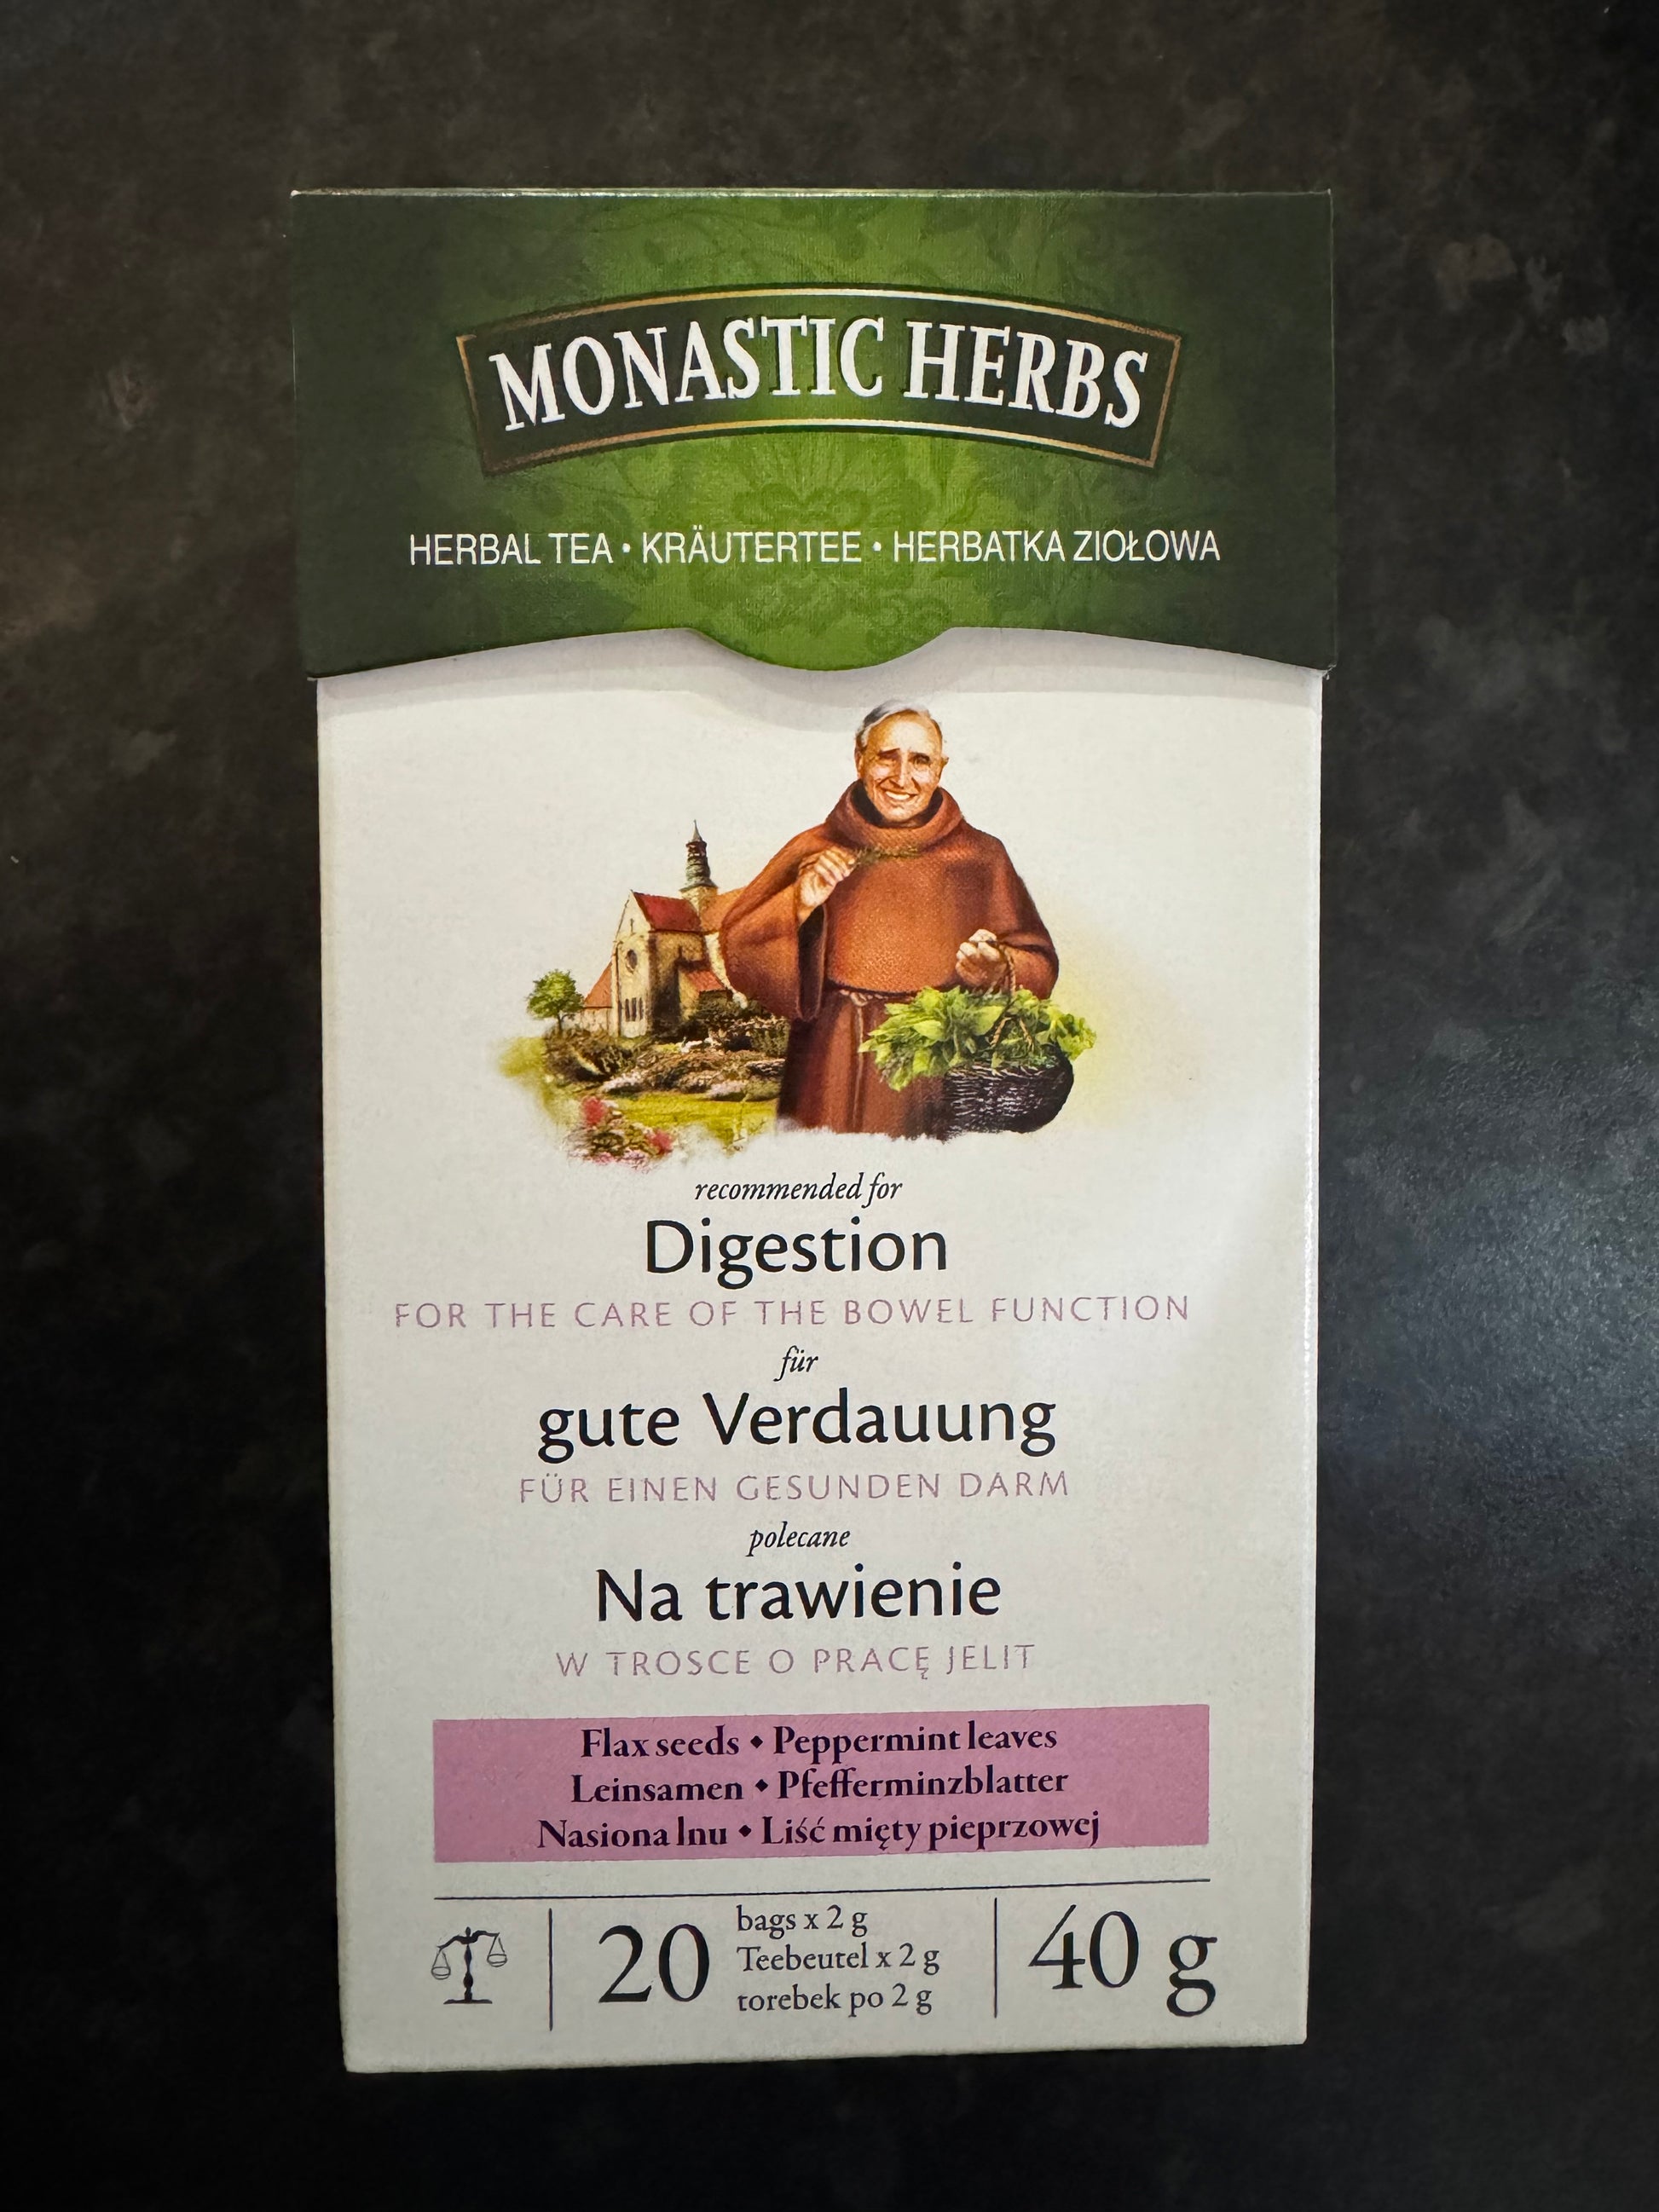 MONASTIC HERBS
HERBAL TEA • KRÄUTERTEE • HERBATKA ZIOŁOWA
recommended for
Digestion
FOR THE CARE OF THE BOWEL FUNCTION
für
gute Verdauung
FÜR EINEN GESUNDEN DARM
polecane
Na trawienie
W TROSCE O PRACĘ JELIT
Flax seeds ◆ Peppermint leaves
Leinsamen ◆ Pfefferminzblatter
Nasiona lnu ◆ Liść mięty pieprzowej
20
bags x 2 g
Teebeutel x 2 g
torebek po 2 g
40 g